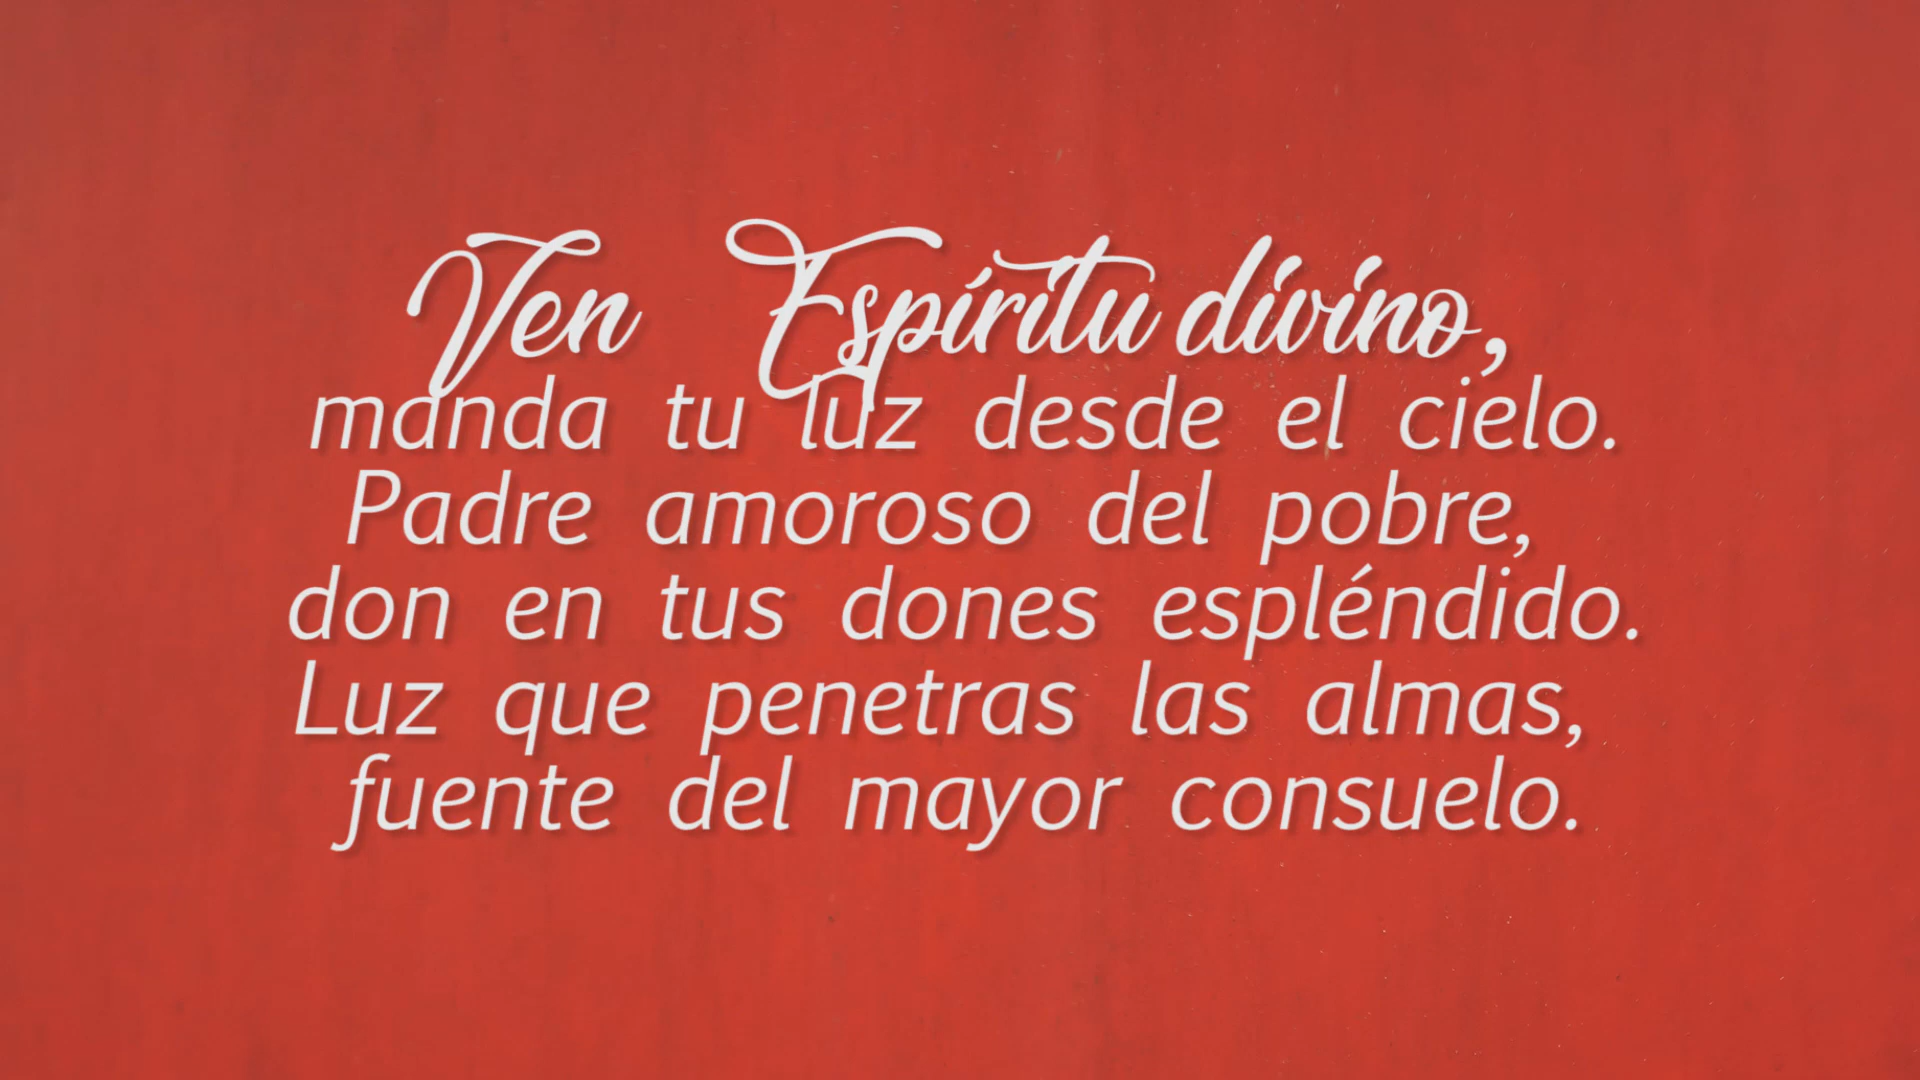 Ven Espíritu divino,
manda tu luz desde el cielo.
Padre amoroso del pobre,
don en tus dones espléndido.
Luz que penetras las almas,
fuente del mayor consuelo.